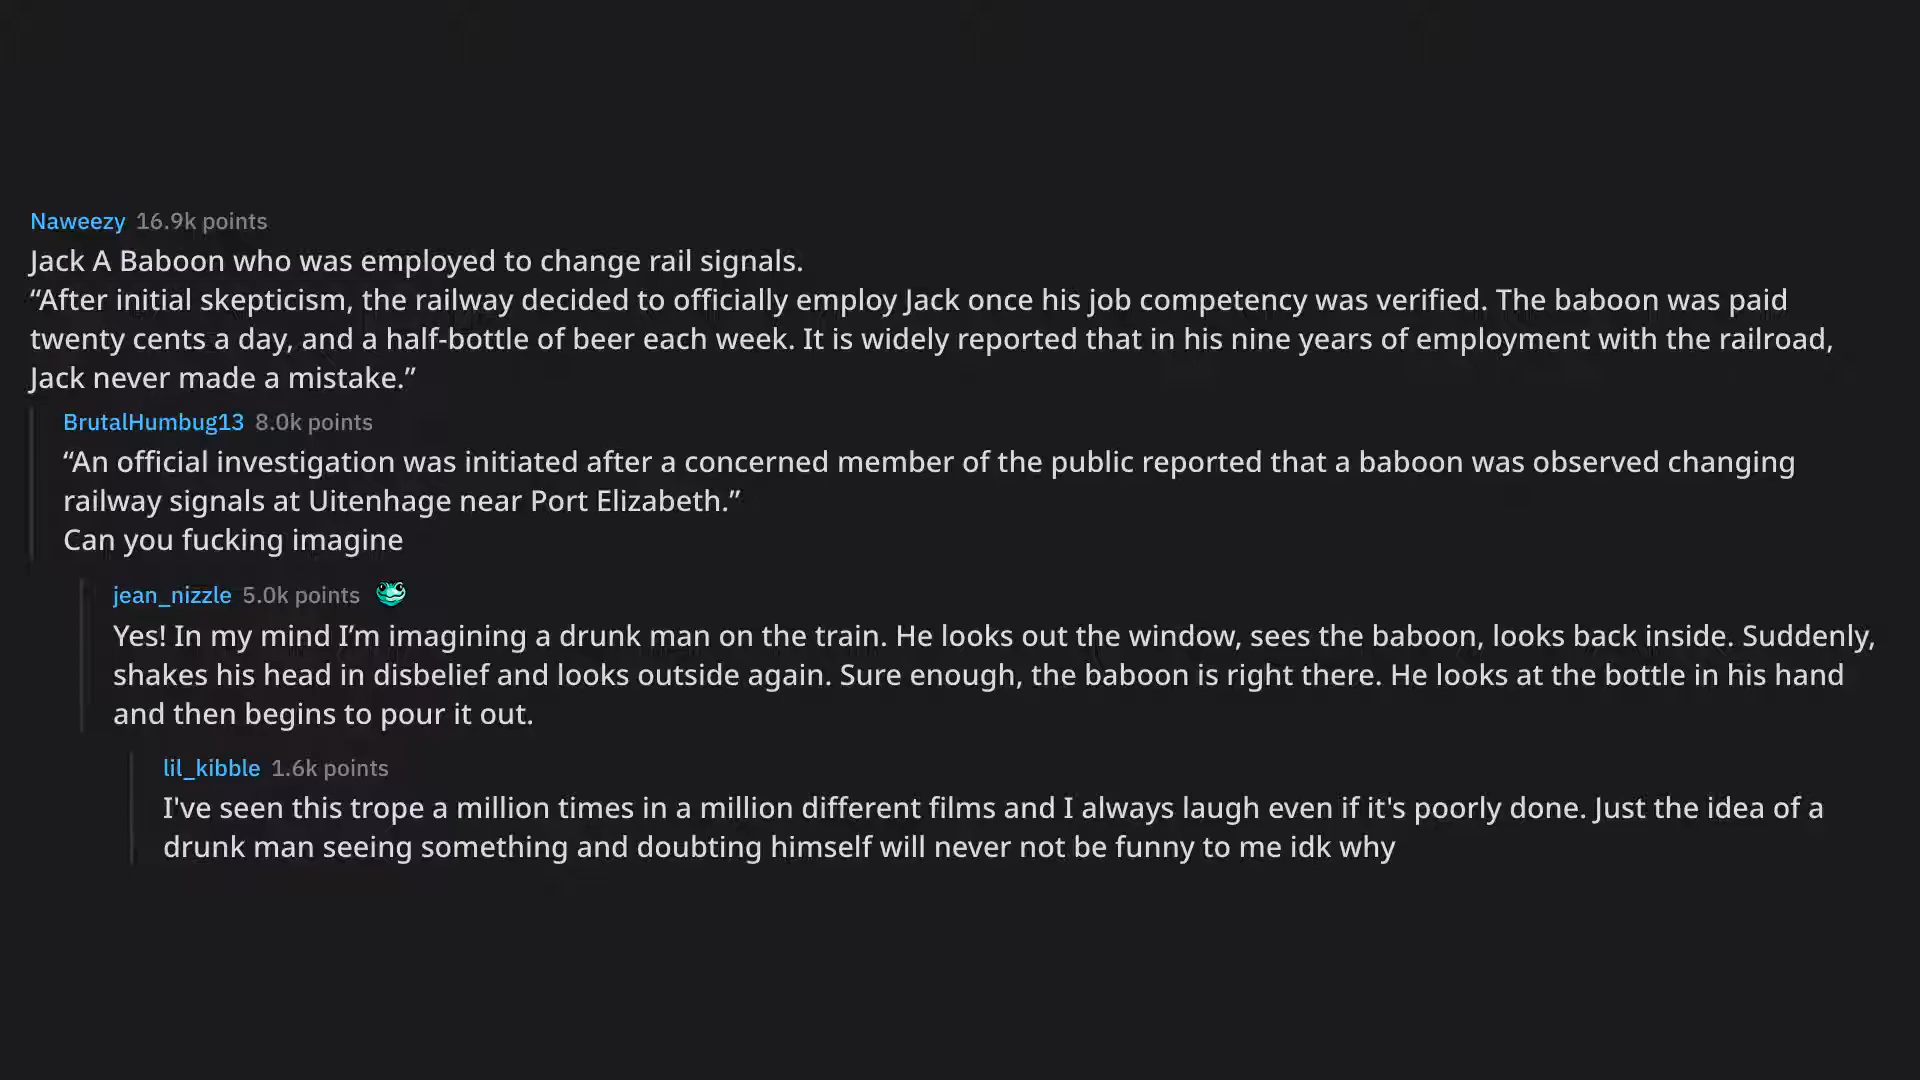 Naweezy 16.9k points
Jack A Baboon who was employed to change rail signals.
“After initial skepticism, the railway decided to officially employ Jack once his job competency was verified. The baboon was paid
twenty cents a day, and a half-bottle of beer each week. It is widely reported that in his nine years of employment with the railroad,
Jack never made a mistake.”
BrutalHumbug13 8.0k points
“An official investigation was initiated after a concerned member of the public reported that a baboon was observed changing
railway signals at Uitenhage near Port Elizabeth.”
Can you fucking imagine
jean_nizzle 5.0k points
Yes! In my mind I’m imagining a drunk man on the train. He looks out the window, sees the baboon, looks back inside. Suddenly,
shakes his head in disbelief and looks outside again. Sure enough, the baboon is right there. He looks at the bottle in his hand
and then begins to pour it out.
lil_kibble 1.6k points
I've seen this trope a million times in a million different films and I always laugh even if it's poorly done. Just the idea of a
drunk man seeing something and doubting himself will never not be funny to me idk why